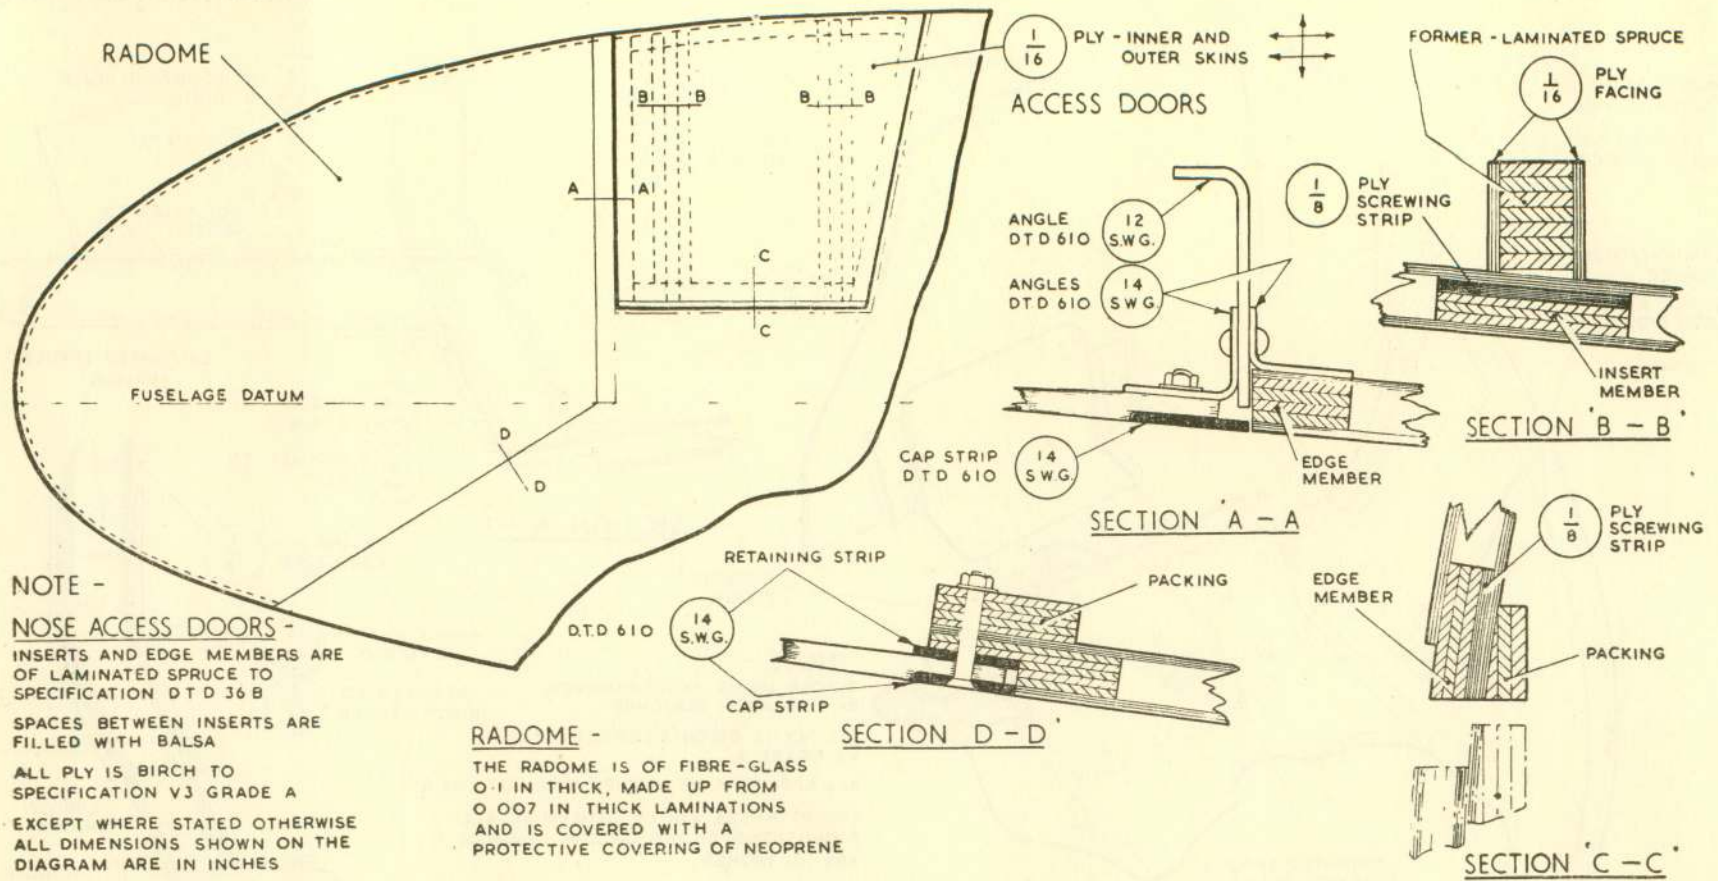 RADOME
1/16 PLY - INNER AND
OUTER SKINS
ACCESS DOORS
B B
B B
A A
C
C
FUSELAGE DATUM
D
D
FORMER - LAMINATED SPRUCE
1/16 PLY
FACING
1/8 PLY
SCREWING
STRIP
INSERT
MEMBER
SECTION 'B - B'
ANGLE
DTD 610
12
S.W.G.
ANGLES
DTD 610
14
S.W.G.
CAP STRIP
DTD 610
14
S.W.G.
EDGE
MEMBER
SECTION 'A - A
RETAINING STRIP
PACKING
D.T.D 610
14
S.W.G.
CAP STRIP
SECTION D - D'
1/8 PLY
SCREWING
STRIP
EDGE
MEMBER
PACKING
SECTION 'C - C'
NOTE -
NOSE ACCESS DOORS -
INSERTS AND EDGE MEMBERS ARE
OF LAMINATED SPRUCE TO
SPECIFICATION DTD 36B
SPACES BETWEEN INSERTS ARE
FILLED WITH BALSA
ALL PLY IS BIRCH TO
SPECIFICATION V3 GRADE A
EXCEPT WHERE STATED OTHERWISE
ALL DIMENSIONS SHOWN ON THE
DIAGRAM ARE IN INCHES
RADOME -
THE RADOME IS OF FIBRE-GLASS
0·1 IN THICK, MADE UP FROM
0 007 IN THICK LAMINATIONS
AND IS COVERED WITH A
PROTECTIVE COVERING OF NEOPRENE